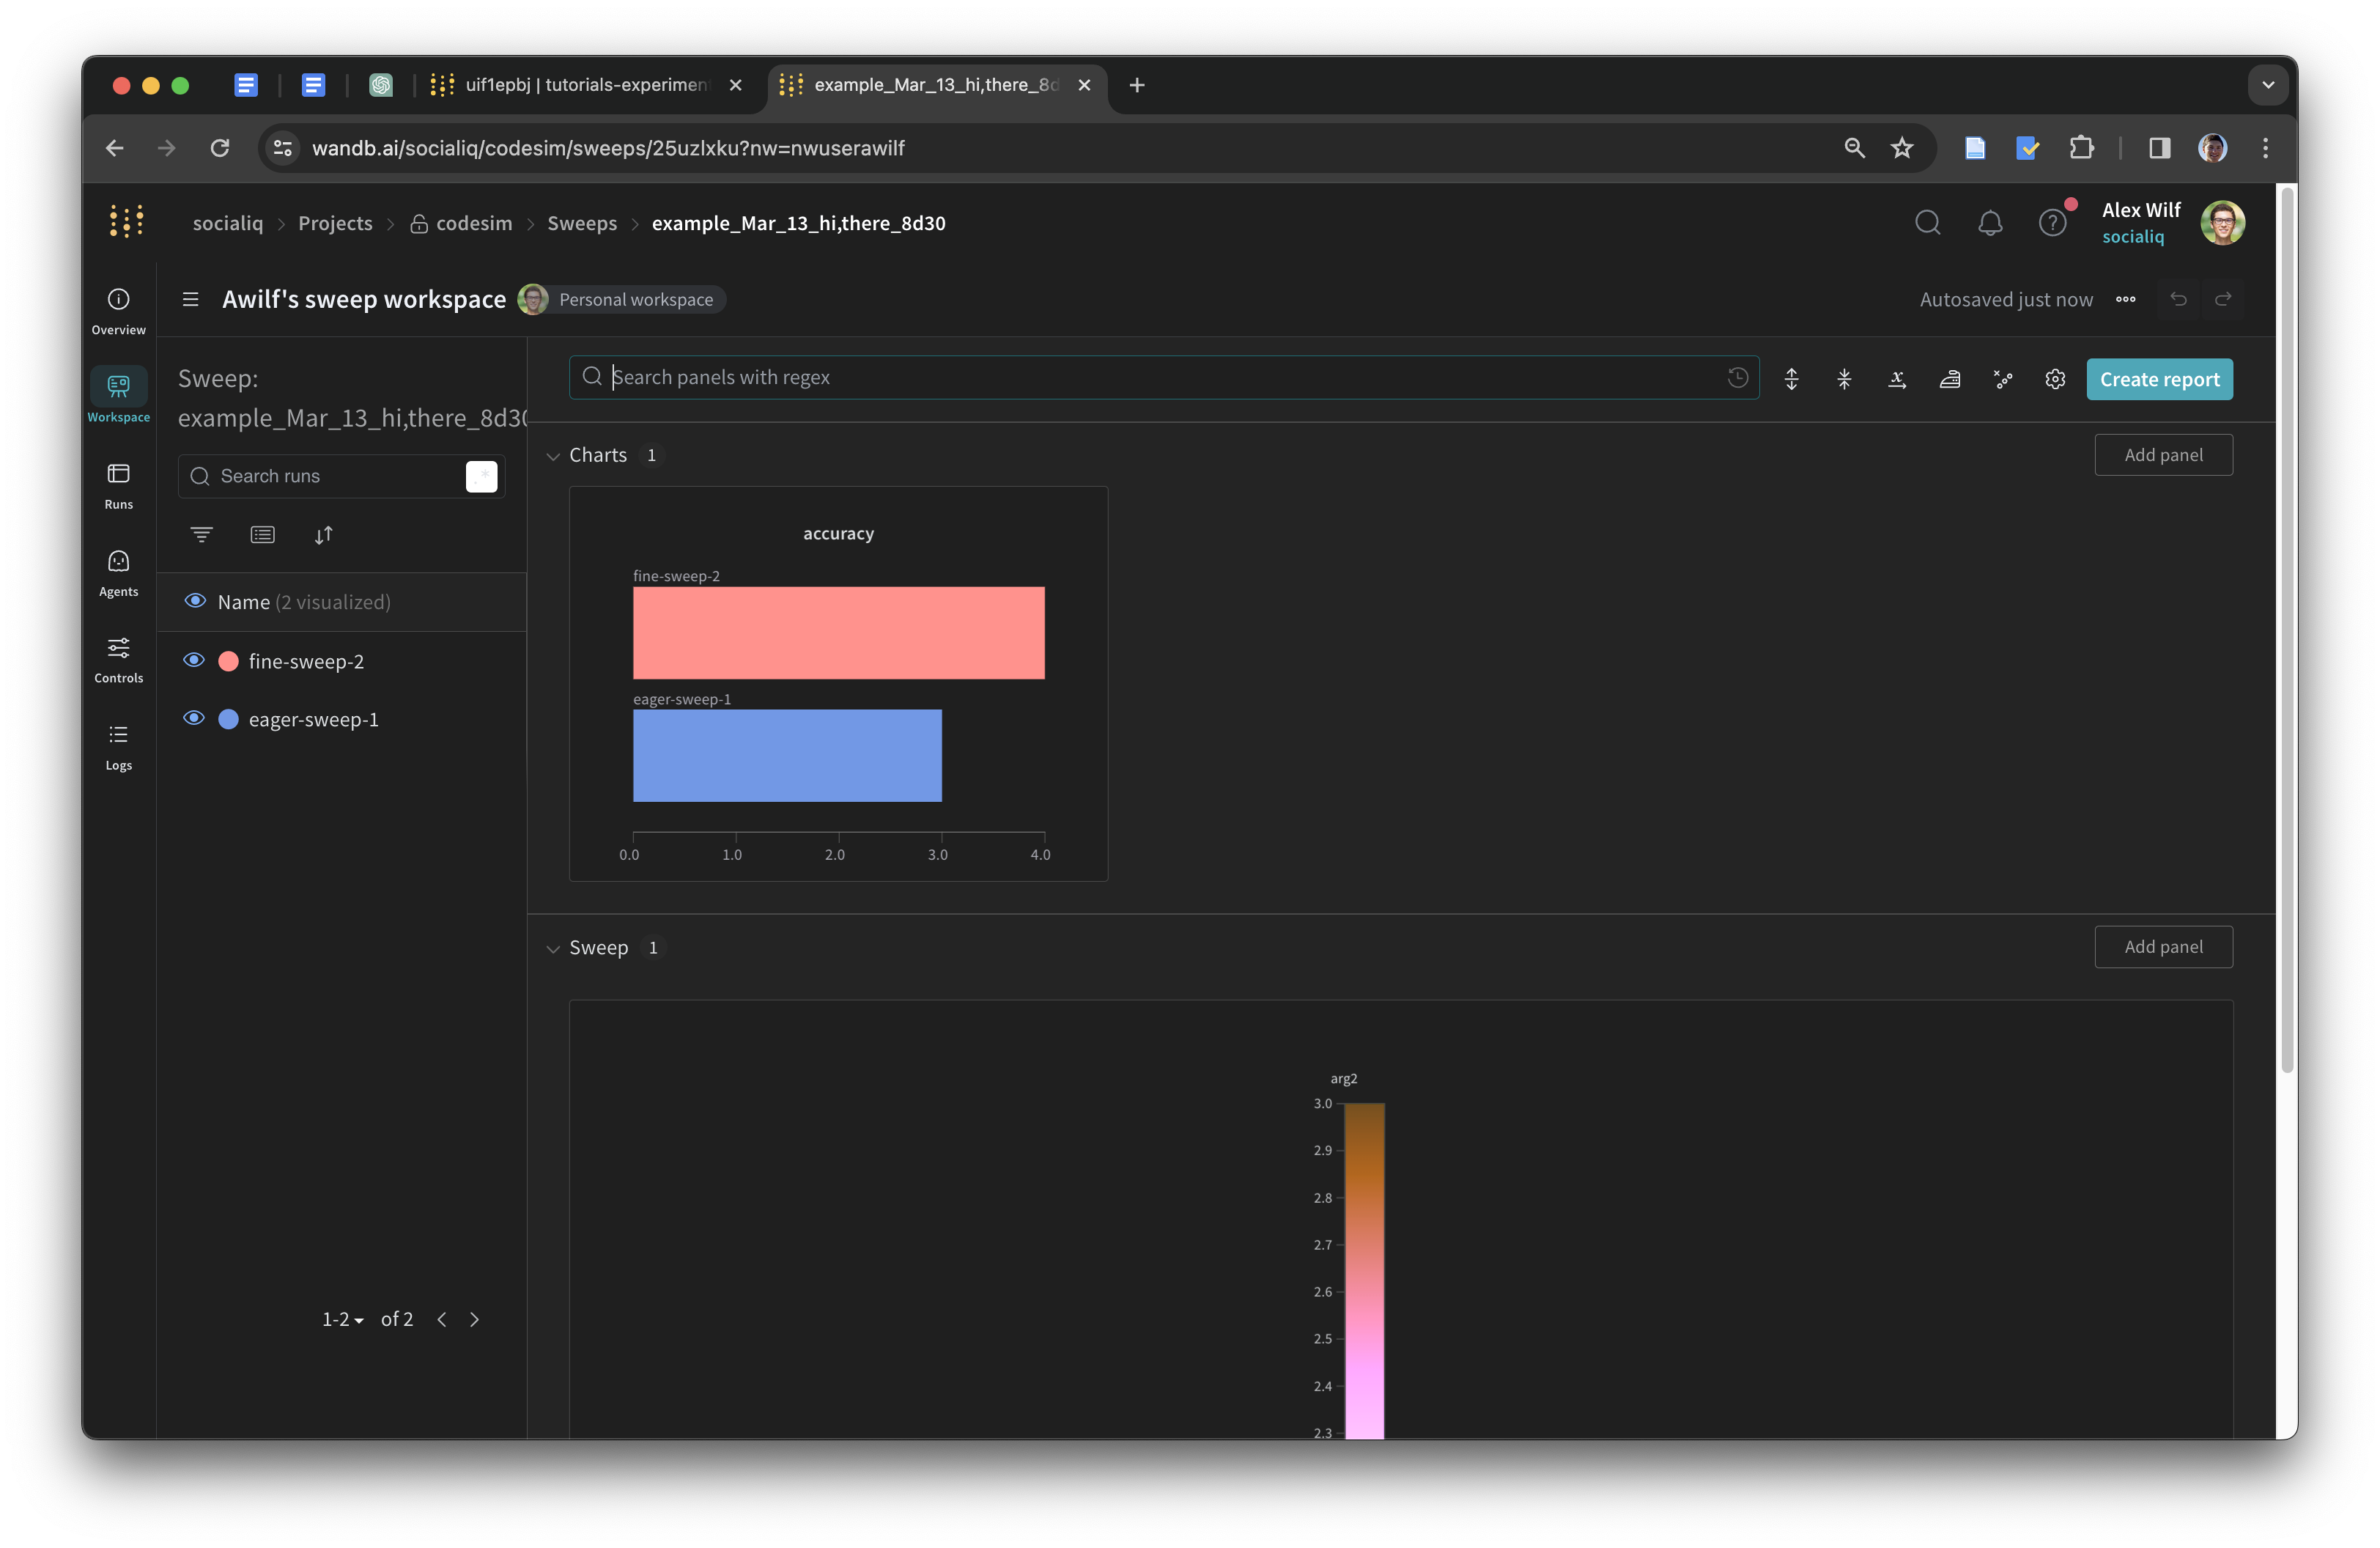 uif1epbj | tutorials-experimen
example_Mar_13_hi,there_8d
wandb.ai/socialiq/codesim/sweeps/25uzlxku?nw=nwuserawilf
socialiq > Projects > codesim > Sweeps > example_Mar_13_hi,there_8d30
Alex Wilf
socialiq
Overview
Workspace
Runs
Agents
Controls
Logs
Awilf's sweep workspace
Personal workspace
Autosaved just now
Sweep:
example_Mar_13_hi,there_8d30
Search runs
.*
Name (2 visualized)
fine-sweep-2
eager-sweep-1
1-2 of 2
Search panels with regex
Create report
Charts 1
Add panel
accuracy
fine-sweep-2
eager-sweep-1
0.0 1.0 2.0 3.0 4.0
Sweep 1
Add panel
arg2
3.0
2.9
2.8
2.7
2.6
2.5
2.4
2.3